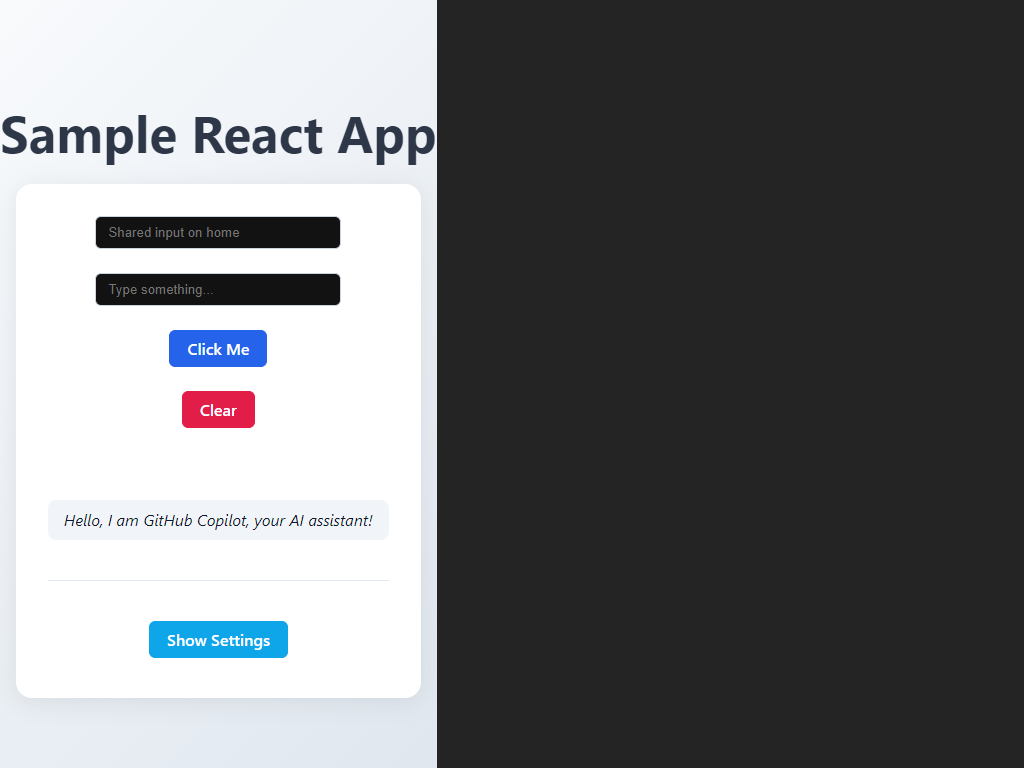 Sample React App
Shared input on home
Type something...
Click Me
Clear
Hello, I am GitHub Copilot, your AI assistant!
Show Settings